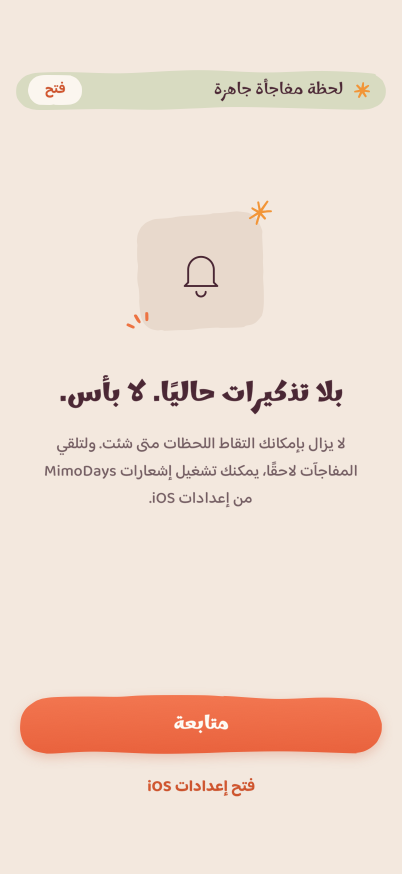 لحظة مفاجأة جاهزة
فتح
بلا تذكيرات حاليًا. لا بأس.
لا يزال بإمكانك التقاط اللحظات متى شئت. ولتلقي
المفاجآت لاحقًا، يمكنك تشغيل إشعارات MimoDays
من إعدادات iOS.
متابعة
فتح إعدادات iOS